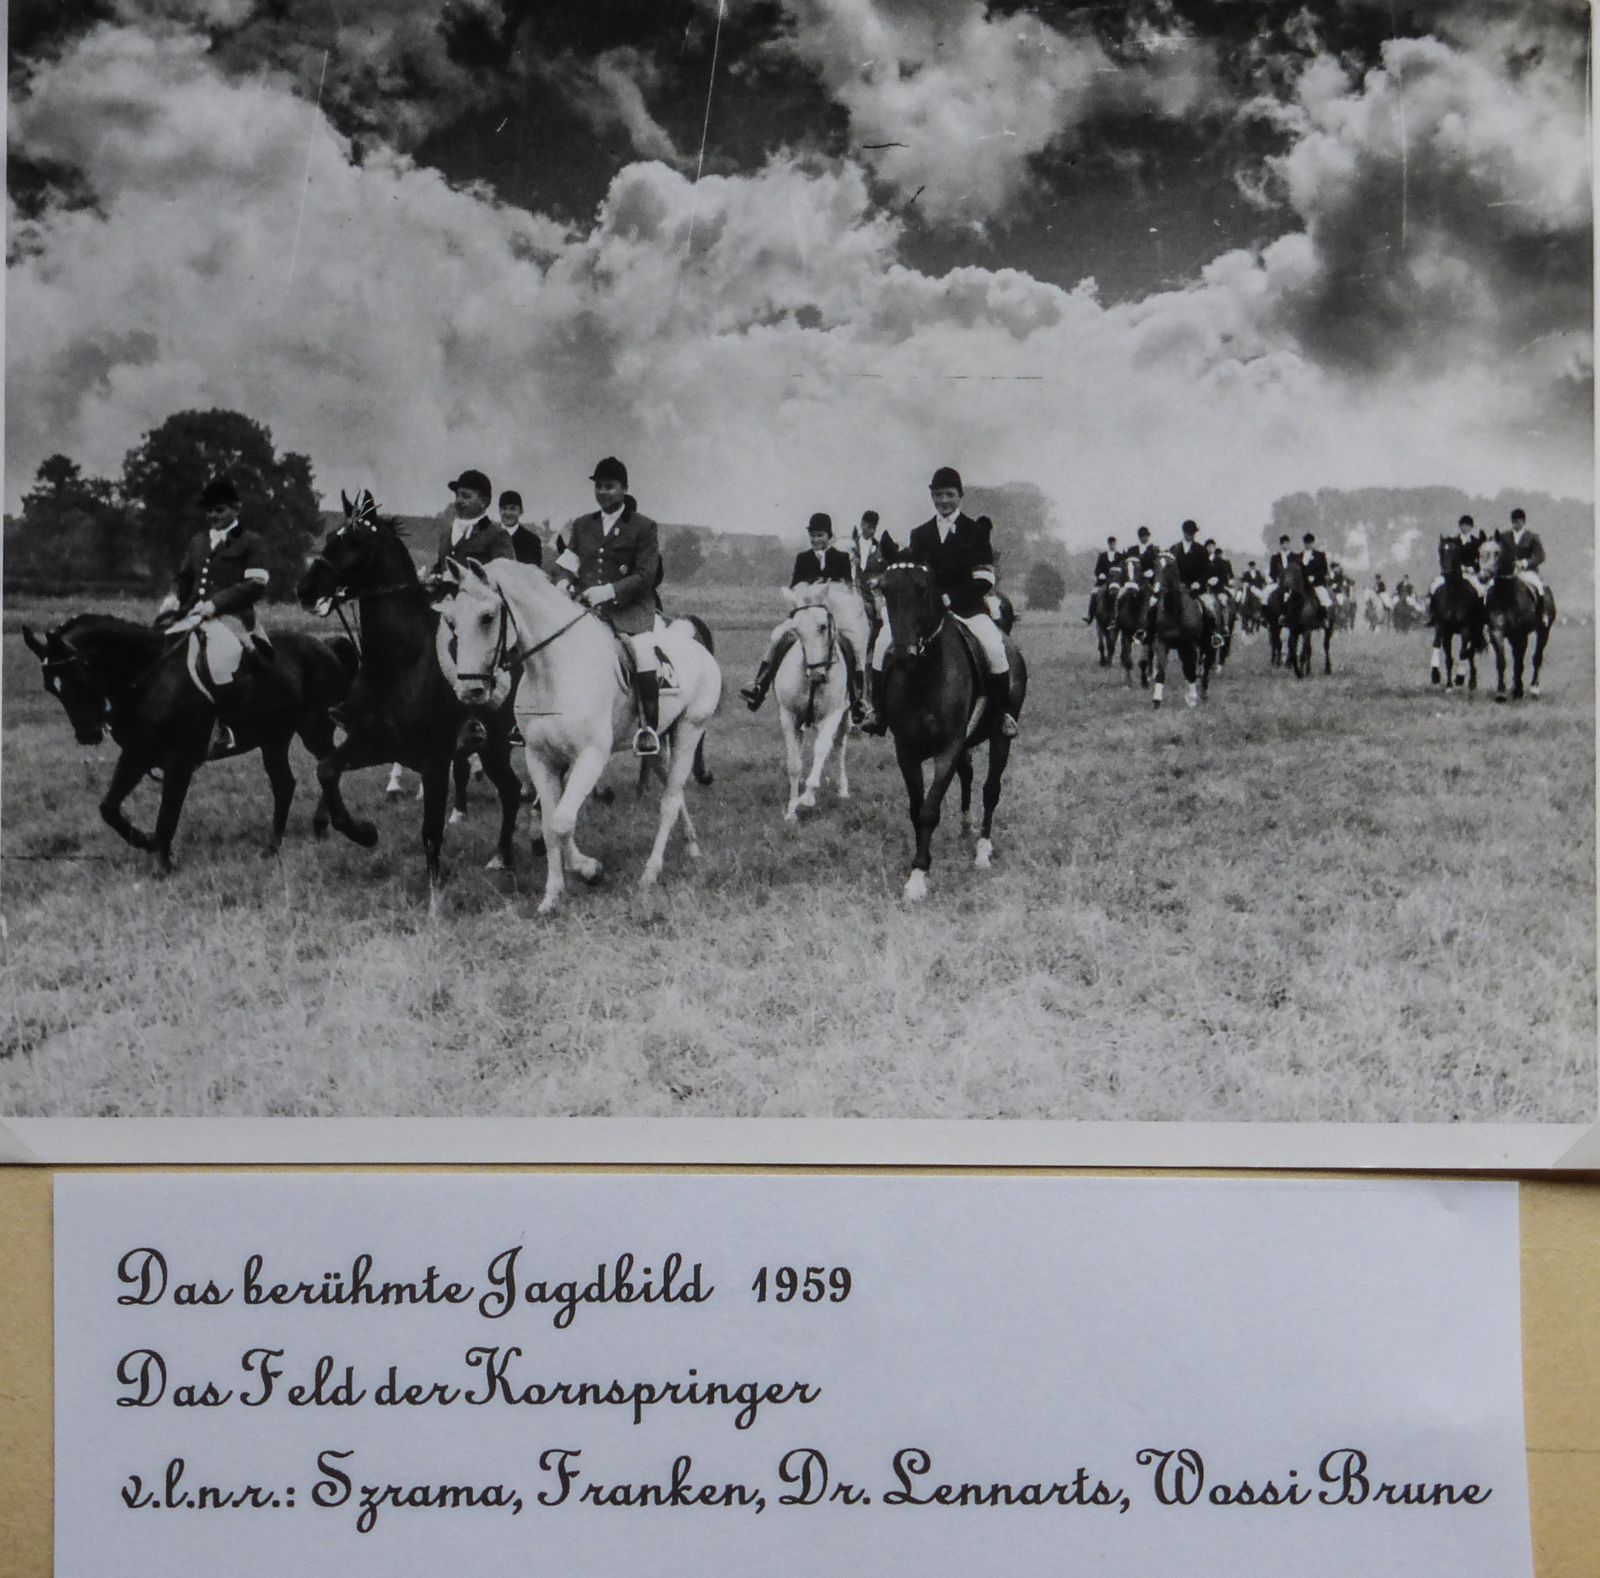 Das berühmte Jagdbild 1959
Das Feld der Kornspringer
v.l.n.r.: Szrama, Franken, Dr. Lennarts, Wossi Brune